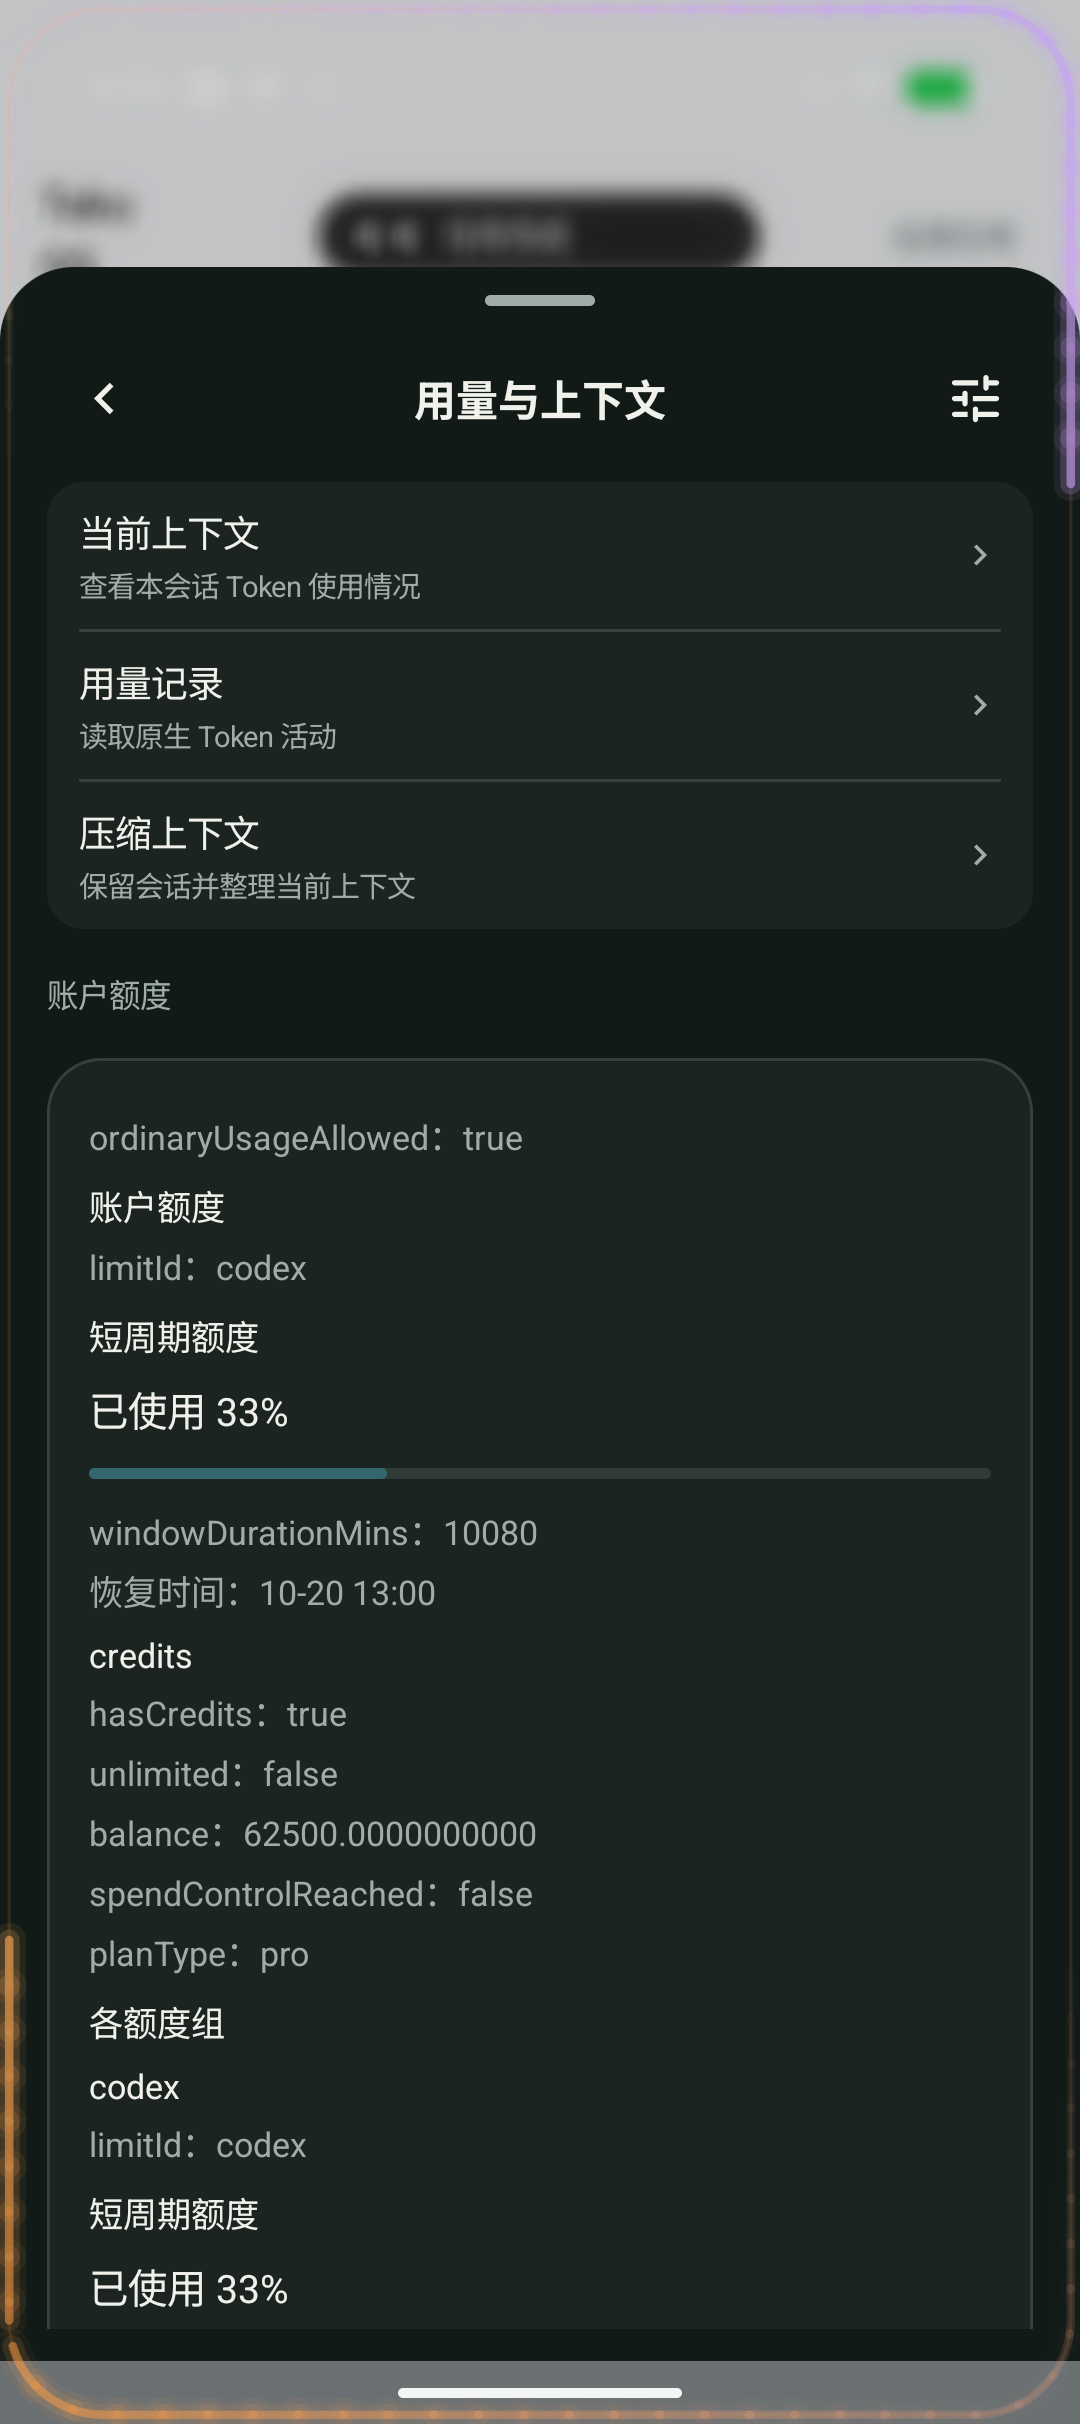 用量与上下文
当前上下文
查看本会话 Token 使用情况
用量记录
读取原生 Token 活动
压缩上下文
保留会话并整理当前上下文
账户额度
ordinaryUsageAllowed：true
账户额度
limitId：codex
短周期额度
已使用 33%
windowDurationMins：10080
恢复时间：10-20 13:00
credits
hasCredits：true
unlimited：false
balance：62500.0000000000
spendControlReached：false
planType：pro
各额度组
codex
limitId：codex
短周期额度
已使用 33%